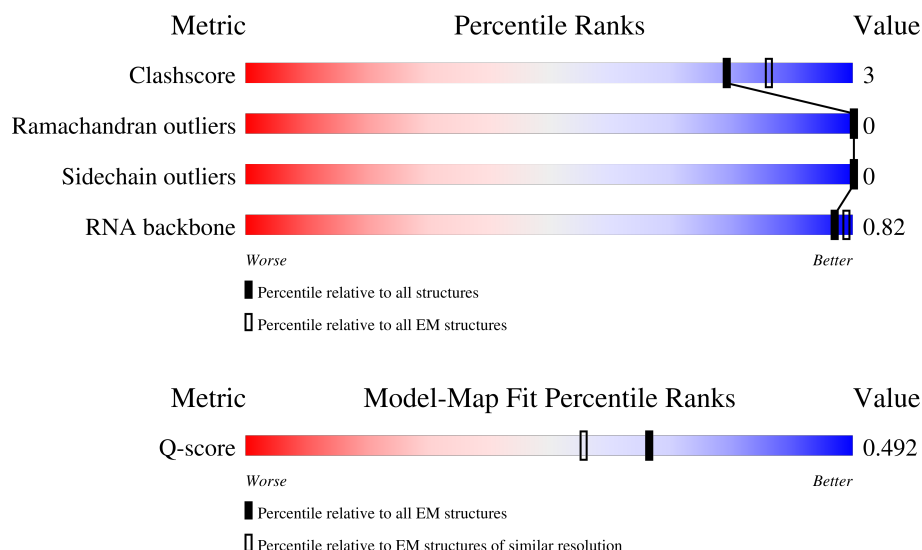 Metric Percentile Ranks Value
Clashscore 3
Ramachandran outliers 0
Sidechain outliers 0
RNA backbone 0.82
Worse Better
Percentile relative to all structures
Percentile relative to all EM structures
Metric Model-Map Fit Percentile Ranks Value
Q-score 0.492
Worse Better
Percentile relative to all EM structures
Percentile relative to EM structures of similar resolution